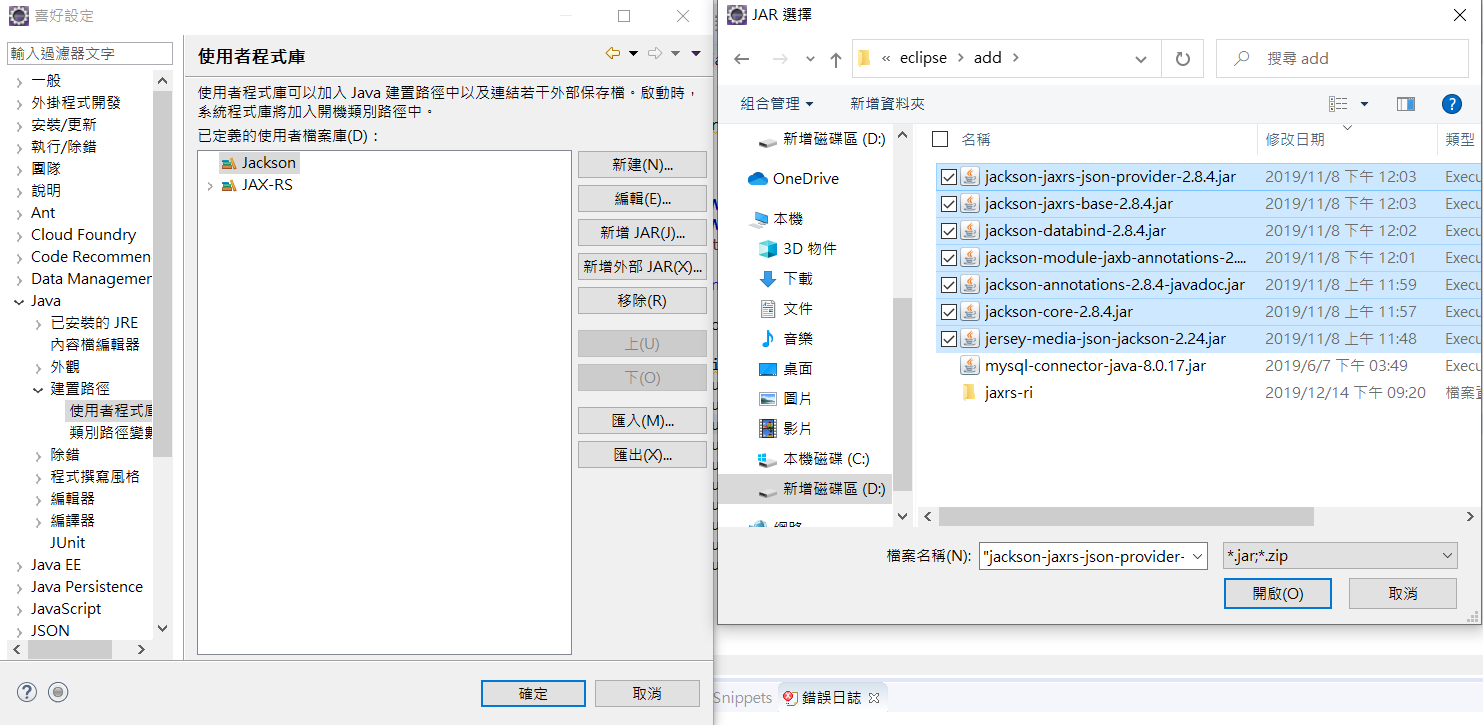 喜好設定
輸入過濾器文字
一般
外掛程式開發
安裝/更新
執行/除錯
團隊
說明
Ant
Cloud Foundry
Code Recommen
Data Managemer
Java
已安裝的 JRE
內容檔編輯器
外觀
建置路徑
使用者程式庫
類別路徑變數
除錯
程式撰寫風格
編輯器
編譯器
JUnit
Java EE
Java Persistence
JavaScript
JSON
使用者程式庫
使用者程式庫可以加入 Java 建置路徑中以及連結若干外部保存檔。啟動時，
系統程式庫將加入開機類別路徑中。
已定義的使用者檔案庫(D)：
Jackson
JAX-RS
新建(N)...
編輯(E)...
新增 JAR(J)...
新增外部 JAR(X)...
移除(R)
上(U)
下(O)
匯入(M)...
匯出(X)...
確定
取消
JAR 選擇
« eclipse › add ›
搜尋 add
組合管理
新增資料夾
新增磁碟區 (D:)
OneDrive
本機
3D 物件
下載
文件
音樂
桌面
圖片
影片
本機磁碟 (C:)
新增磁碟區 (D:)
網路
名稱 修改日期 類型
jackson-jaxrs-json-provider-2.8.4.jar 2019/11/8 下午 12:03 Execu
jackson-jaxrs-base-2.8.4.jar 2019/11/8 下午 12:03 Execu
jackson-databind-2.8.4.jar 2019/11/8 下午 12:02 Execu
jackson-module-jaxb-annotations-2.... 2019/11/8 下午 12:01 Execu
jackson-annotations-2.8.4-javadoc.jar 2019/11/8 上午 11:59 Execu
jackson-core-2.8.4.jar 2019/11/8 上午 11:57 Execu
jersey-media-json-jackson-2.24.jar 2019/11/8 上午 11:48 Execu
mysql-connector-java-8.0.17.jar 2019/6/7 下午 03:49 Execu
jaxrs-ri 2019/12/14 下午 09:20 檔案
檔案名稱(N): "jackson-jaxrs-json-provider-
*.jar;*.zip
開啟(O)
取消
Snippets
錯誤日誌